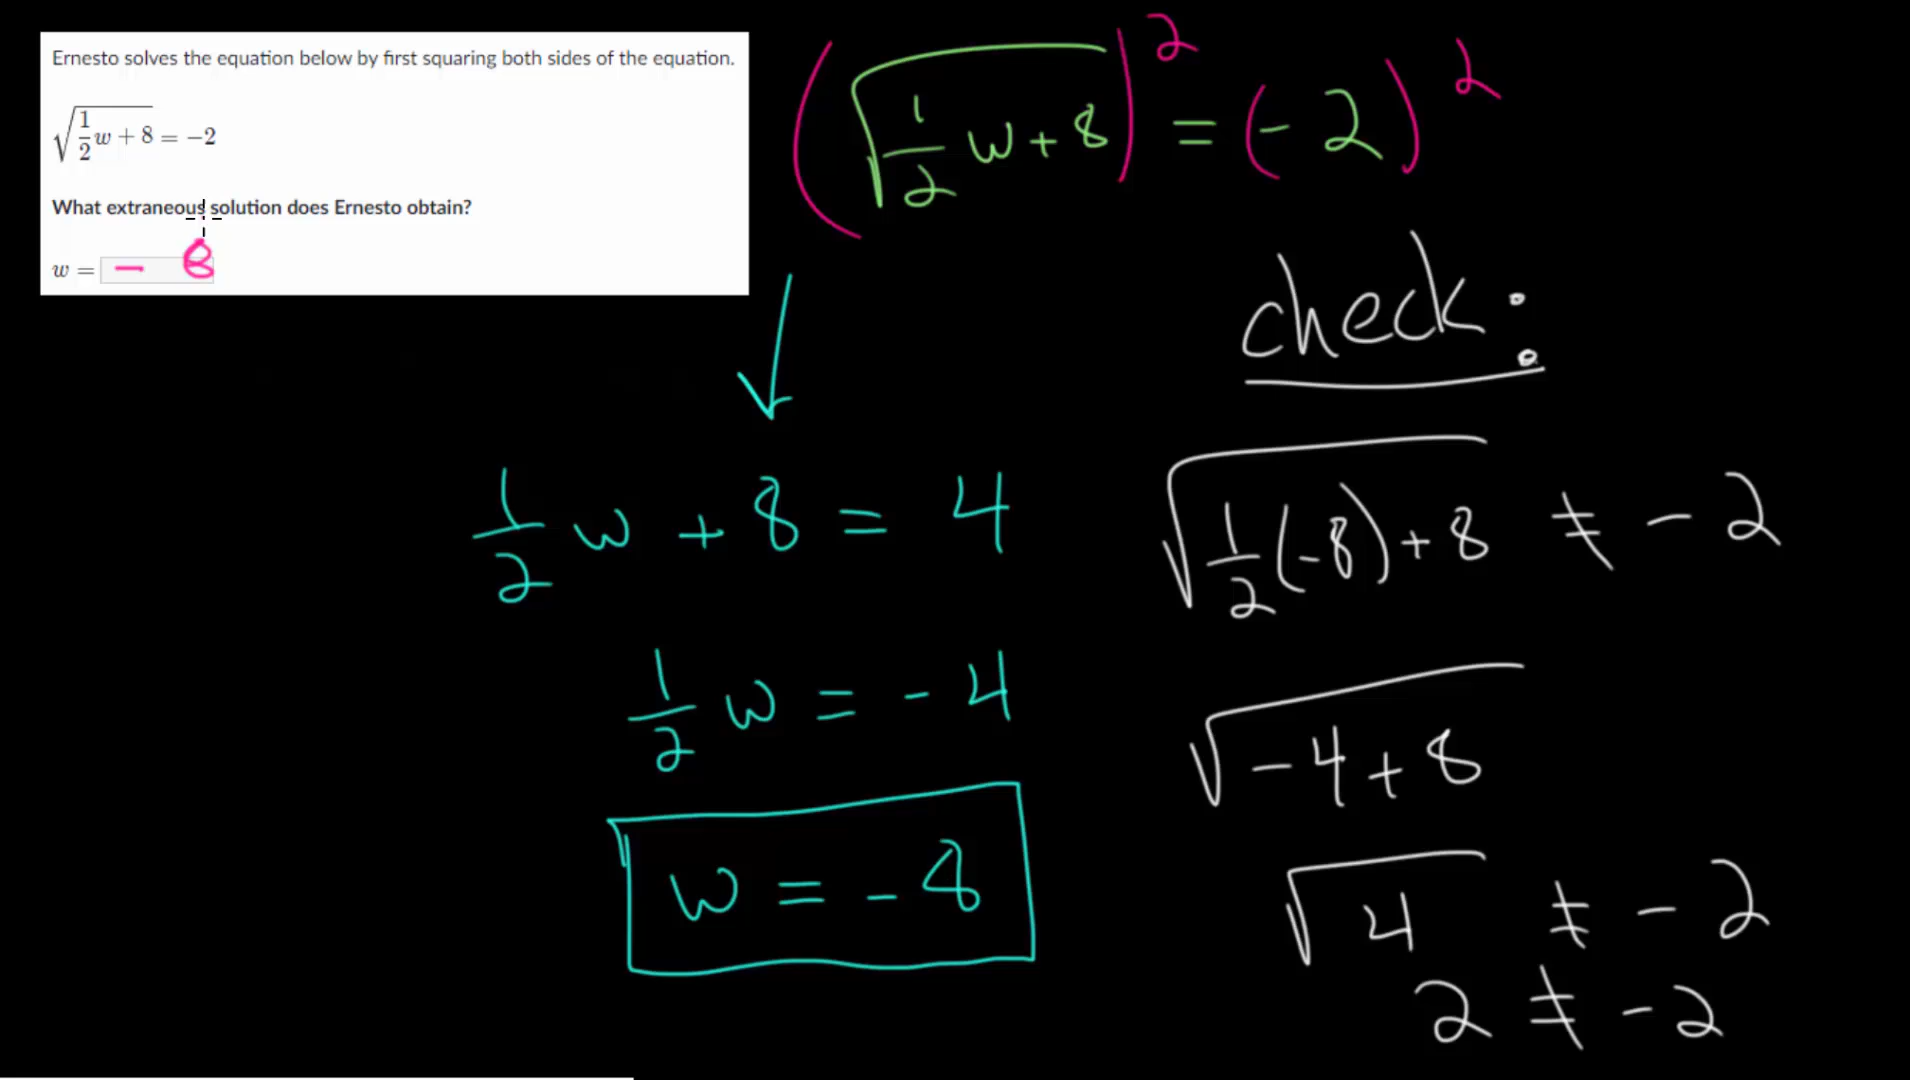 Ernesto solves the equation below by first squaring both sides of the equation.
√(1/2 w + 8) = −2
What extraneous solution does Ernesto obtain?
w = − 8
(√(1/2 w + 8))² = (−2)²
1/2 w + 8 = 4
1/2 w = −4
w = −8
check:
√(1/2 (−8) + 8) ≠ −2
√(−4 + 8)
√4 ≠ −2
2 ≠ −2